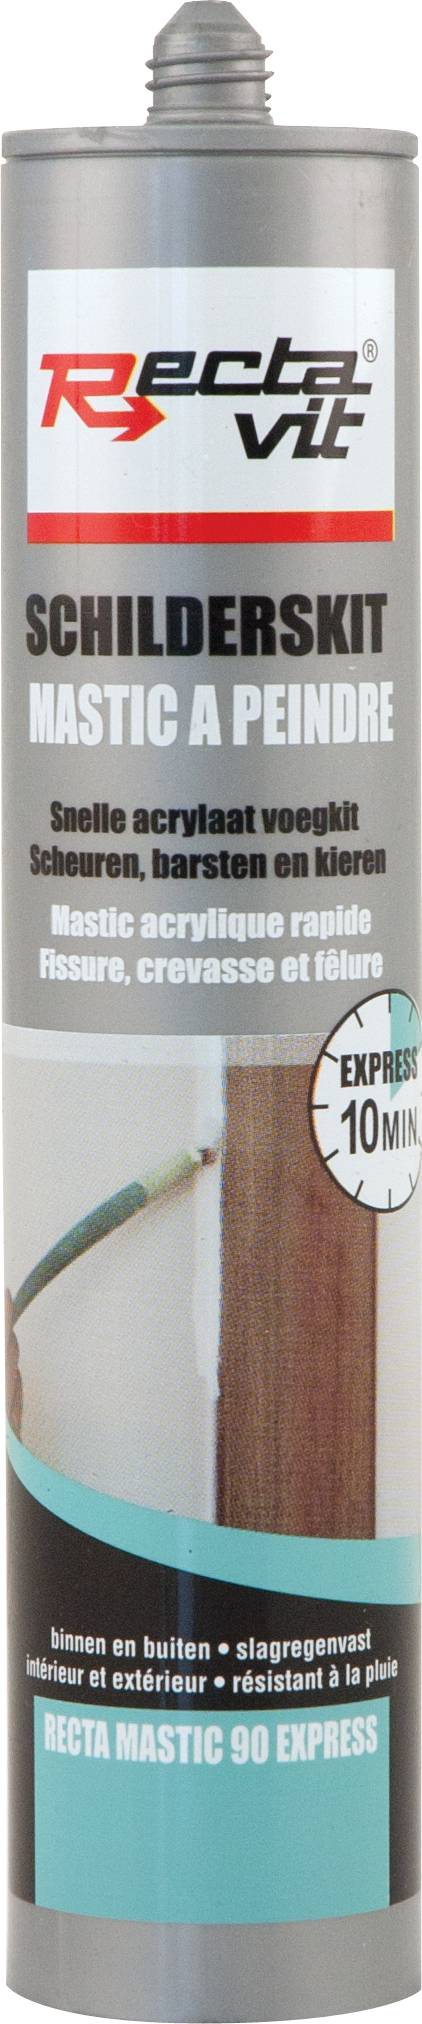 Recta®
vit
SCHILDERSKIT
MASTIC A PEINDRE
Snelle acrylaat voegkit
Scheuren, barsten en kieren
Mastic acrylique rapide
Fissure, crevasse et fêlure
EXPRESS
10 MIN.
binnen en buiten • slagregenvast
intérieur et extérieur • résistant à la pluie
RECTA MASTIC 90 EXPRESS